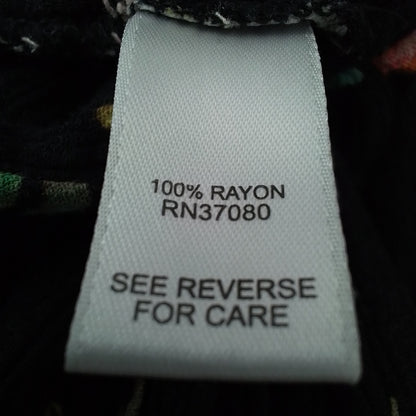 100% RAYON
RN37080
SEE REVERSE
FOR CARE